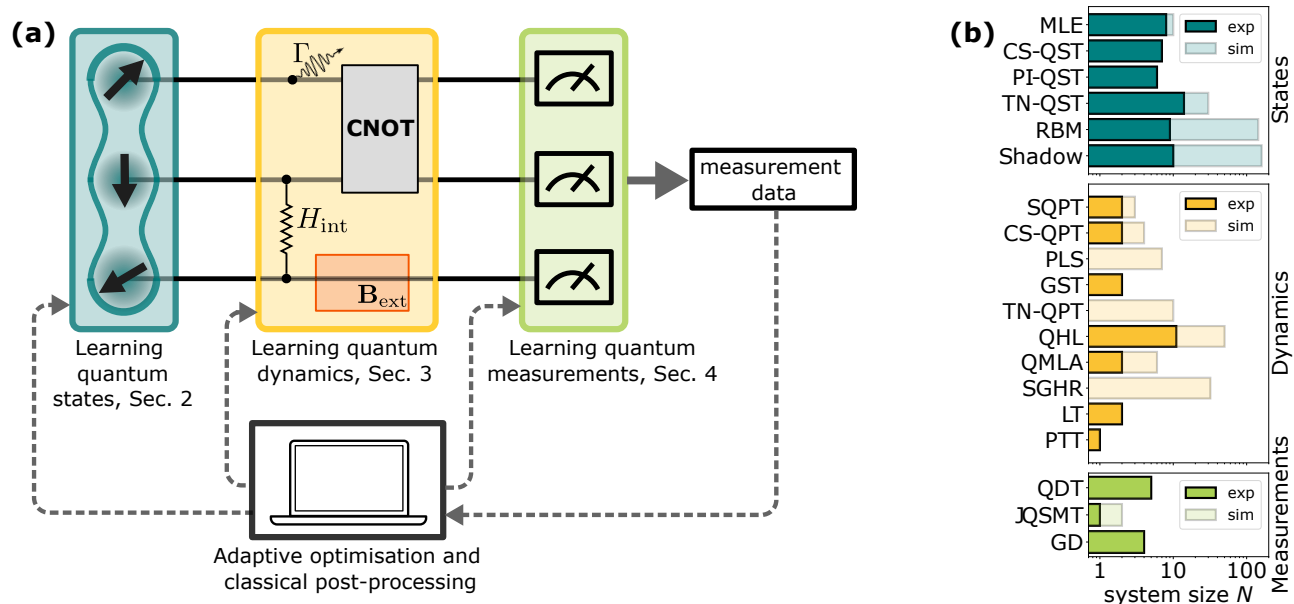 (a)
Γ
CNOT
H_int
B_ext
measurement
data
Learning
quantum
states, Sec. 2
Learning quantum
dynamics, Sec. 3
Learning quantum
measurements, Sec. 4
Adaptive optimisation and
classical post-processing
(b)
MLE
CS-QST
PI-QST
TN-QST
RBM
Shadow
exp
sim
States
SQPT
CS-QPT
PLS
GST
TN-QPT
QHL
QMLA
SGHR
LT
PTT
exp
sim
Dynamics
QDT
JQSMT
GD
exp
sim
Measurements
1
10
100
system size N